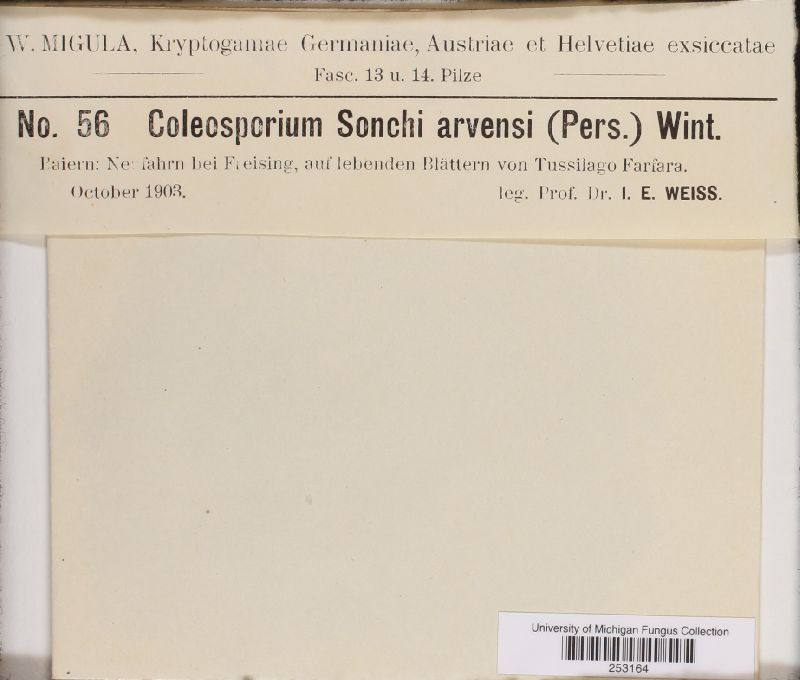 W. MIGULA, Kryptogamae Germaniae, Austriae et Helvetiae exsiccatae
Fasc. 13 u. 14. Pilze
No. 56 Coleosporium Sonchi arvensi (Pers.) Wint.
Baiern: bei Freising, auf lebenden Blättern von Tussilago Farfara.
October 1903. leg. Prof. Dr. I. E. WEISS.
University of Michigan Fungus Collection
253164